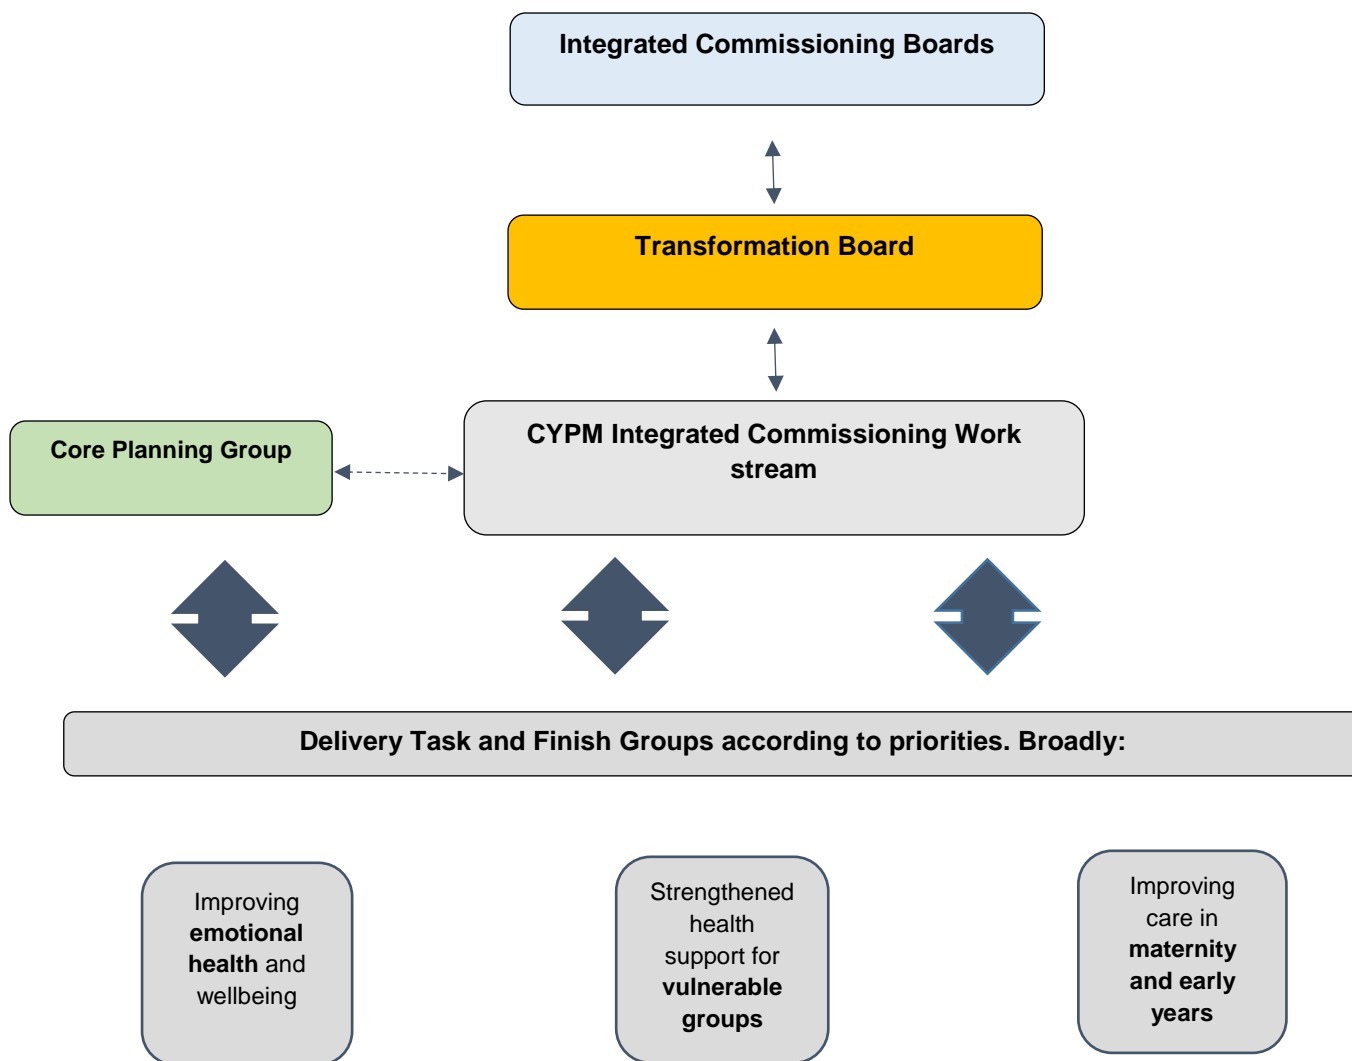 Integrated Commissioning Boards
Transformation Board
Core Planning Group
CYPM Integrated Commissioning Work
stream
Delivery Task and Finish Groups according to priorities. Broadly:
Improving
emotional
health and
wellbeing
Strengthened
health
support for
vulnerable
groups
Improving
care in
maternity
and early
years